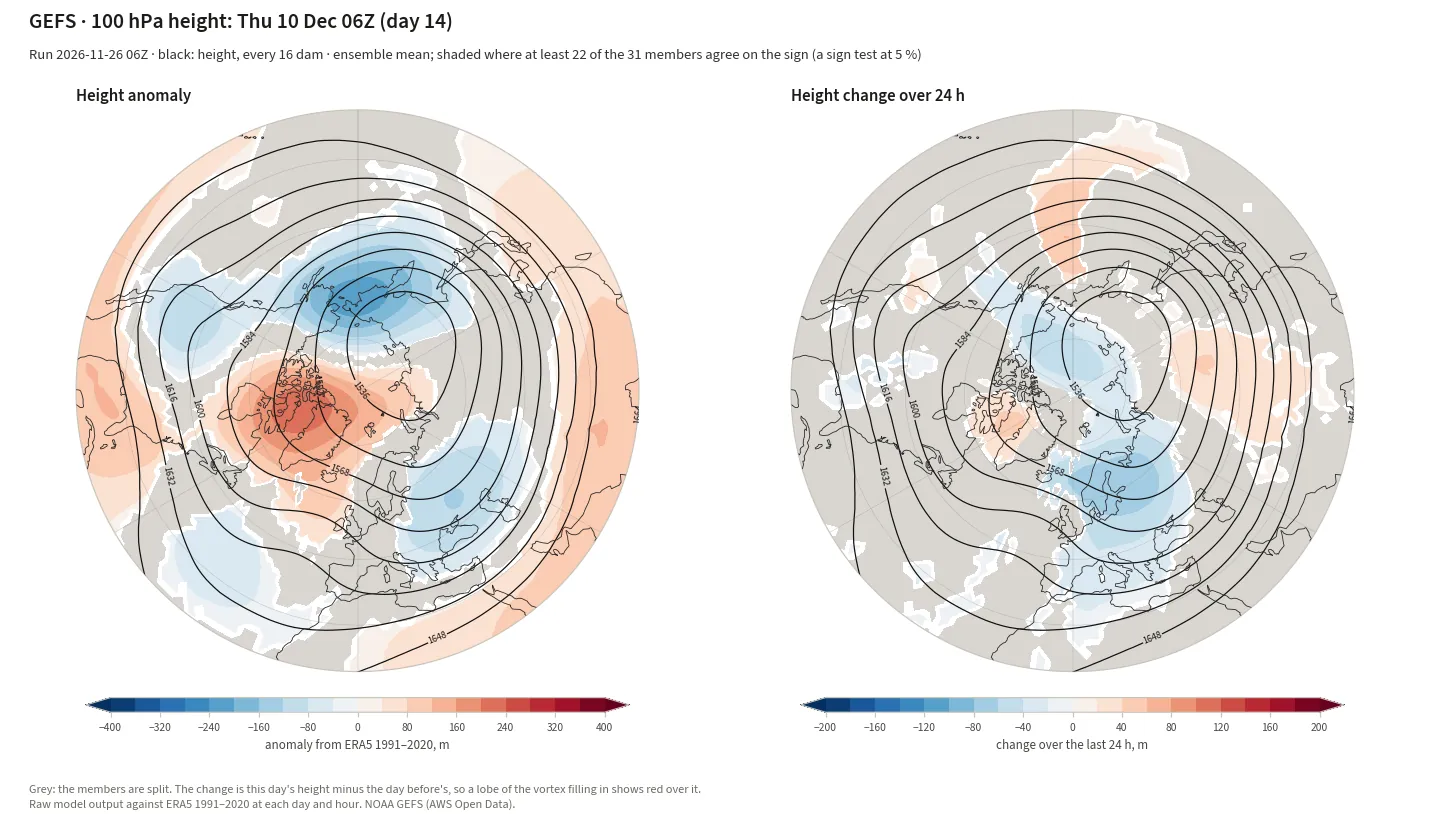 GEFS · 100 hPa height: Thu 10 Dec 06Z (day 14)
Run 2026-11-26 06Z · black: height, every 16 dam · ensemble mean; shaded where at least 22 of the 31 members agree on the sign (a sign test at 5 %)
Height anomaly
Height change over 24 h
1584
1536
1616
1600
1568
1632
1648
1584
1536
1616
1600
1568
1632
1648
−400 −320 −240 −160 −80 0 80 160 240 320 400
anomaly from ERA5 1991–2020, m
−200 −160 −120 −80 −40 0 40 80 120 160 200
change over the last 24 h, m
Grey: the members are split. The change is this day's height minus the day before's, so a lobe of the vortex filling in shows red over it.
Raw model output against ERA5 1991–2020 at each day and hour. NOAA GEFS (AWS Open Data).